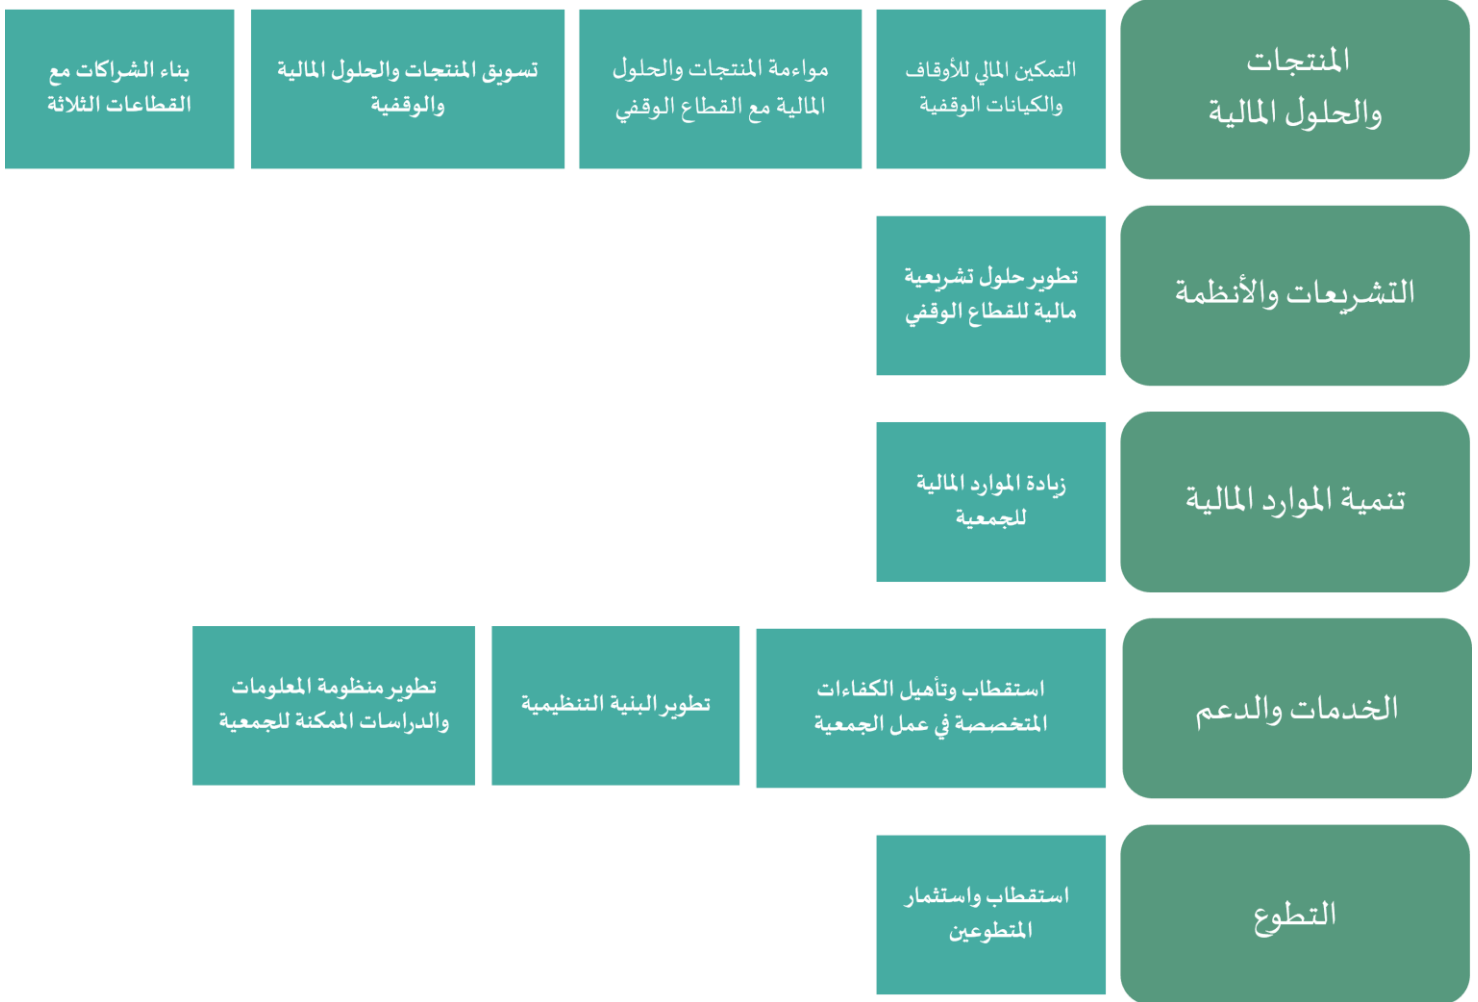 المنتجات
والحلول المالية
التمكين المالي للأوقاف
والكيانات الوقفية
مواءمة المنتجات والحلول
المالية مع القطاع الوقفي
تسويق المنتجات والحلول المالية
والوقفية
بناء الشراكات مع
القطاعات الثلاثة
التشريعات والأنظمة
تطوير حلول تشريعية
مالية للقطاع الوقفي
تنمية الموارد المالية
زيادة الموارد المالية
للجمعية
الخدمات والدعم
استقطاب وتأهيل الكفاءات
المتخصصة في عمل الجمعية
تطوير البنية التنظيمية
تطوير منظومة المعلومات
والدراسات الممكنة للجمعية
التطوع
استقطاب واستثمار
المتطوعين